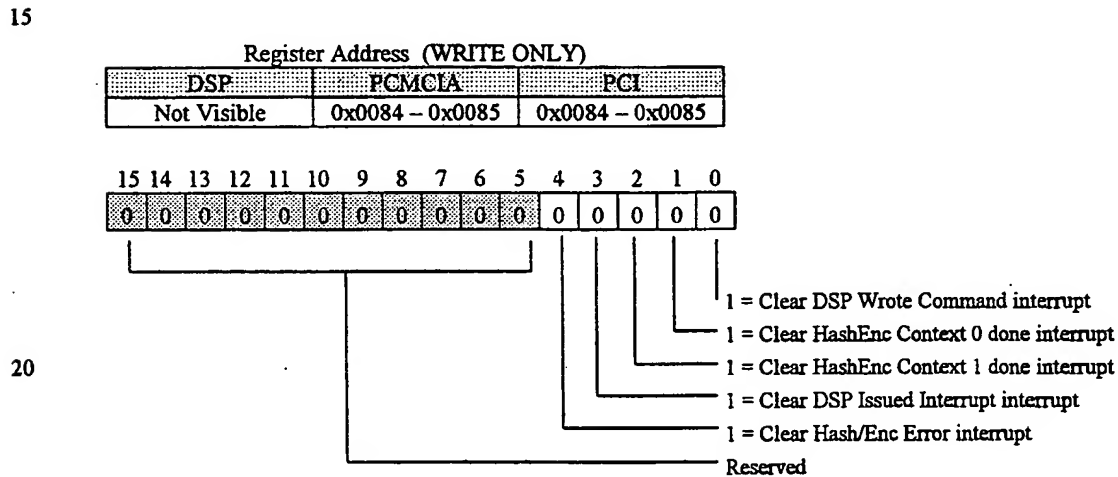 15
Register Address (WRITE ONLY)
DSP PCMCIA PCI
Not Visible 0x0084 – 0x0085 0x0084 – 0x0085
15 14 13 12 11 10 9 8 7 6 5 4 3 2 1 0
0 0 0 0 0 0 0 0 0 0 0 0 0 0 0 0
1 = Clear DSP Wrote Command interrupt
1 = Clear HashEnc Context 0 done interrupt
20
1 = Clear HashEnc Context 1 done interrupt
1 = Clear DSP Issued Interrupt interrupt
1 = Clear Hash/Enc Error interrupt
Reserved